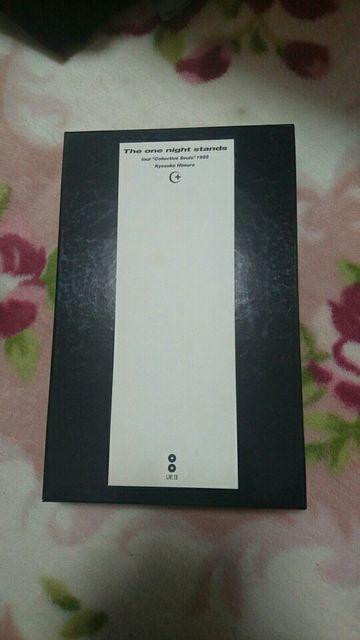 The one night stands
tour "Collective Souls" 1998
Kyosuke Himuro
LIVE CD